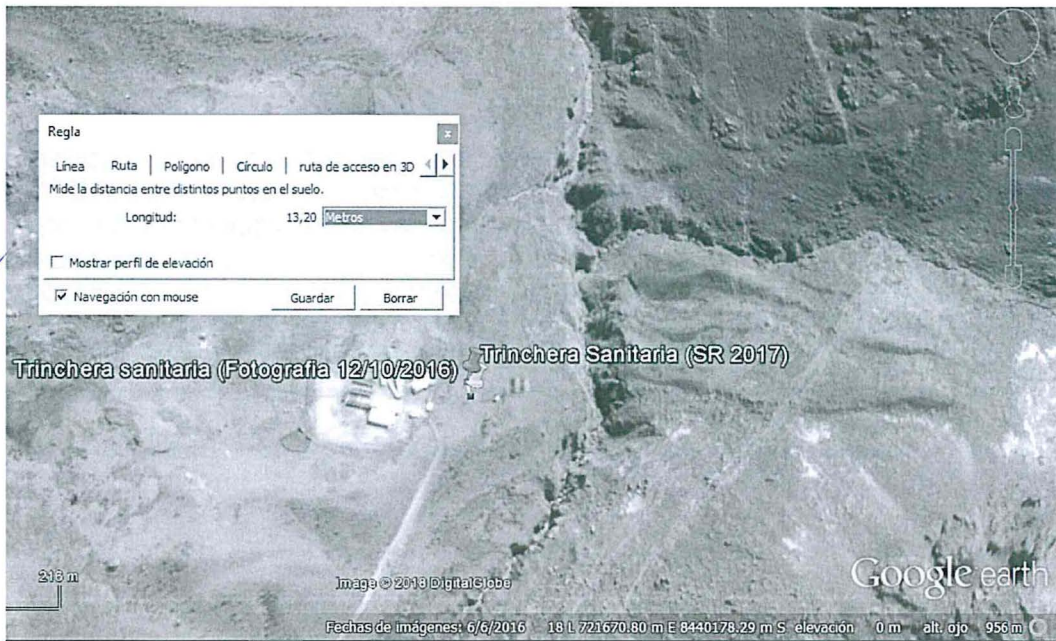 Regla
Línea Ruta Polígono Círculo ruta de acceso en 3D
Mide la distancia entre distintos puntos en el suelo.
Longitud: 13,20 Metros
Mostrar perfil de elevación
Navegación con mouse Guardar Borrar
Trinchera sanitaria (Fotografia 12/10/2016) Trinchera Sanitaria (SR 2017)
218 m
Image © 2018 DigitalGlobe
Google earth
Fechas de imágenes: 6/6/2016 18 L 721670.80 m E 8440178.29 m S elevación 0 m alt. ojo 956 m